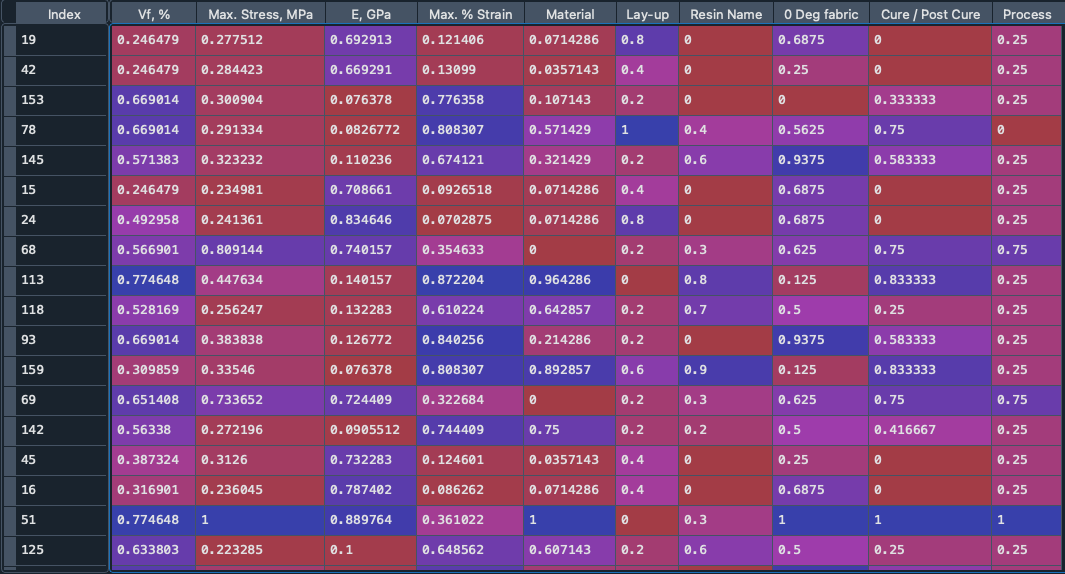 Index Vf, % Max. Stress, MPa E, GPa Max. % Strain Material Lay-up Resin Name 0 Deg fabric Cure / Post Cure Process
19 0.246479 0.277512 0.692913 0.121406 0.0714286 0.8 0 0.6875 0 0.25
42 0.246479 0.284423 0.669291 0.13099 0.0357143 0.4 0 0.25 0 0.25
153 0.669014 0.300904 0.076378 0.776358 0.107143 0.2 0 0 0.333333 0.25
78 0.669014 0.291334 0.0826772 0.808307 0.571429 1 0.4 0.5625 0.75 0
145 0.571383 0.323232 0.110236 0.674121 0.321429 0.2 0.6 0.9375 0.583333 0.25
15 0.246479 0.234981 0.708661 0.0926518 0.0714286 0.4 0 0.6875 0 0.25
24 0.492958 0.241361 0.834646 0.0702875 0.0714286 0.8 0 0.6875 0 0.25
68 0.566901 0.809144 0.740157 0.354633 0 0.2 0.3 0.625 0.75 0.75
113 0.774648 0.447634 0.140157 0.872204 0.964286 0 0.8 0.125 0.833333 0.25
118 0.528169 0.256247 0.132283 0.610224 0.642857 0.2 0.7 0.5 0.25 0.25
93 0.669014 0.383838 0.126772 0.840256 0.214286 0.2 0 0.9375 0.583333 0.25
159 0.309859 0.33546 0.076378 0.808307 0.892857 0.6 0.9 0.125 0.833333 0.25
69 0.651408 0.733652 0.724409 0.322684 0 0.2 0.3 0.625 0.75 0.75
142 0.56338 0.272196 0.0905512 0.744409 0.75 0.2 0.2 0.5 0.416667 0.25
45 0.387324 0.3126 0.732283 0.124601 0.0357143 0.4 0 0.25 0 0.25
16 0.316901 0.236045 0.787402 0.086262 0.0714286 0.4 0 0.6875 0 0.25
51 0.774648 1 0.889764 0.361022 1 0 0.3 1 1 1
125 0.633803 0.223285 0.1 0.648562 0.607143 0.2 0.6 0.5 0.25 0.25